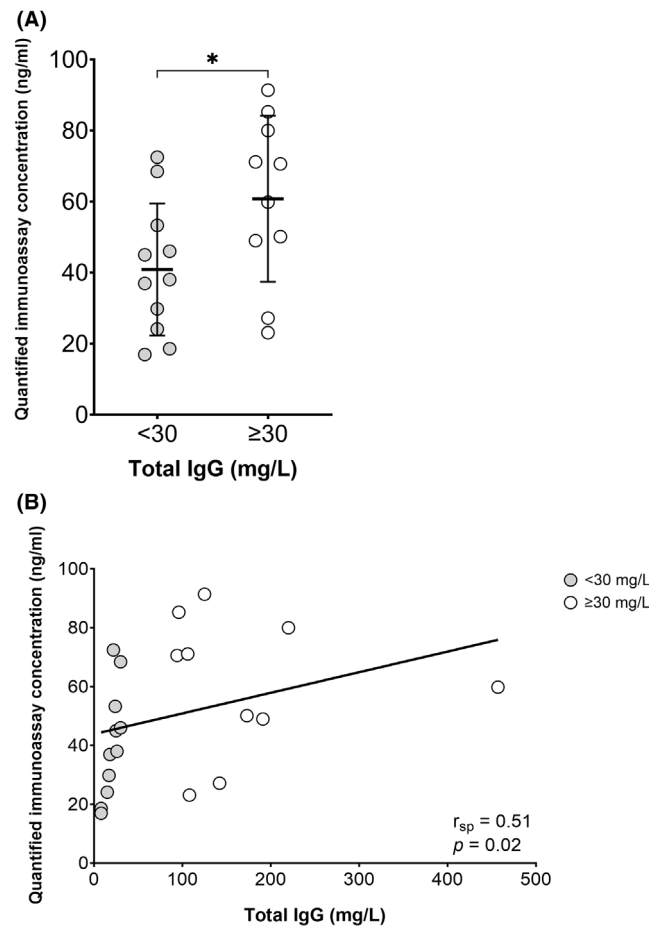 (A)
Quantified immunoassay concentration (ng/ml)
100
80
60
40
20
0
*
<30
≥30
Total IgG (mg/L)
(B)
Quantified immunoassay concentration (ng/ml)
100
80
60
40
20
0
0
100
200
300
400
500
Total IgG (mg/L)
r_sp = 0.51
p = 0.02
<30 mg/L
≥30 mg/L